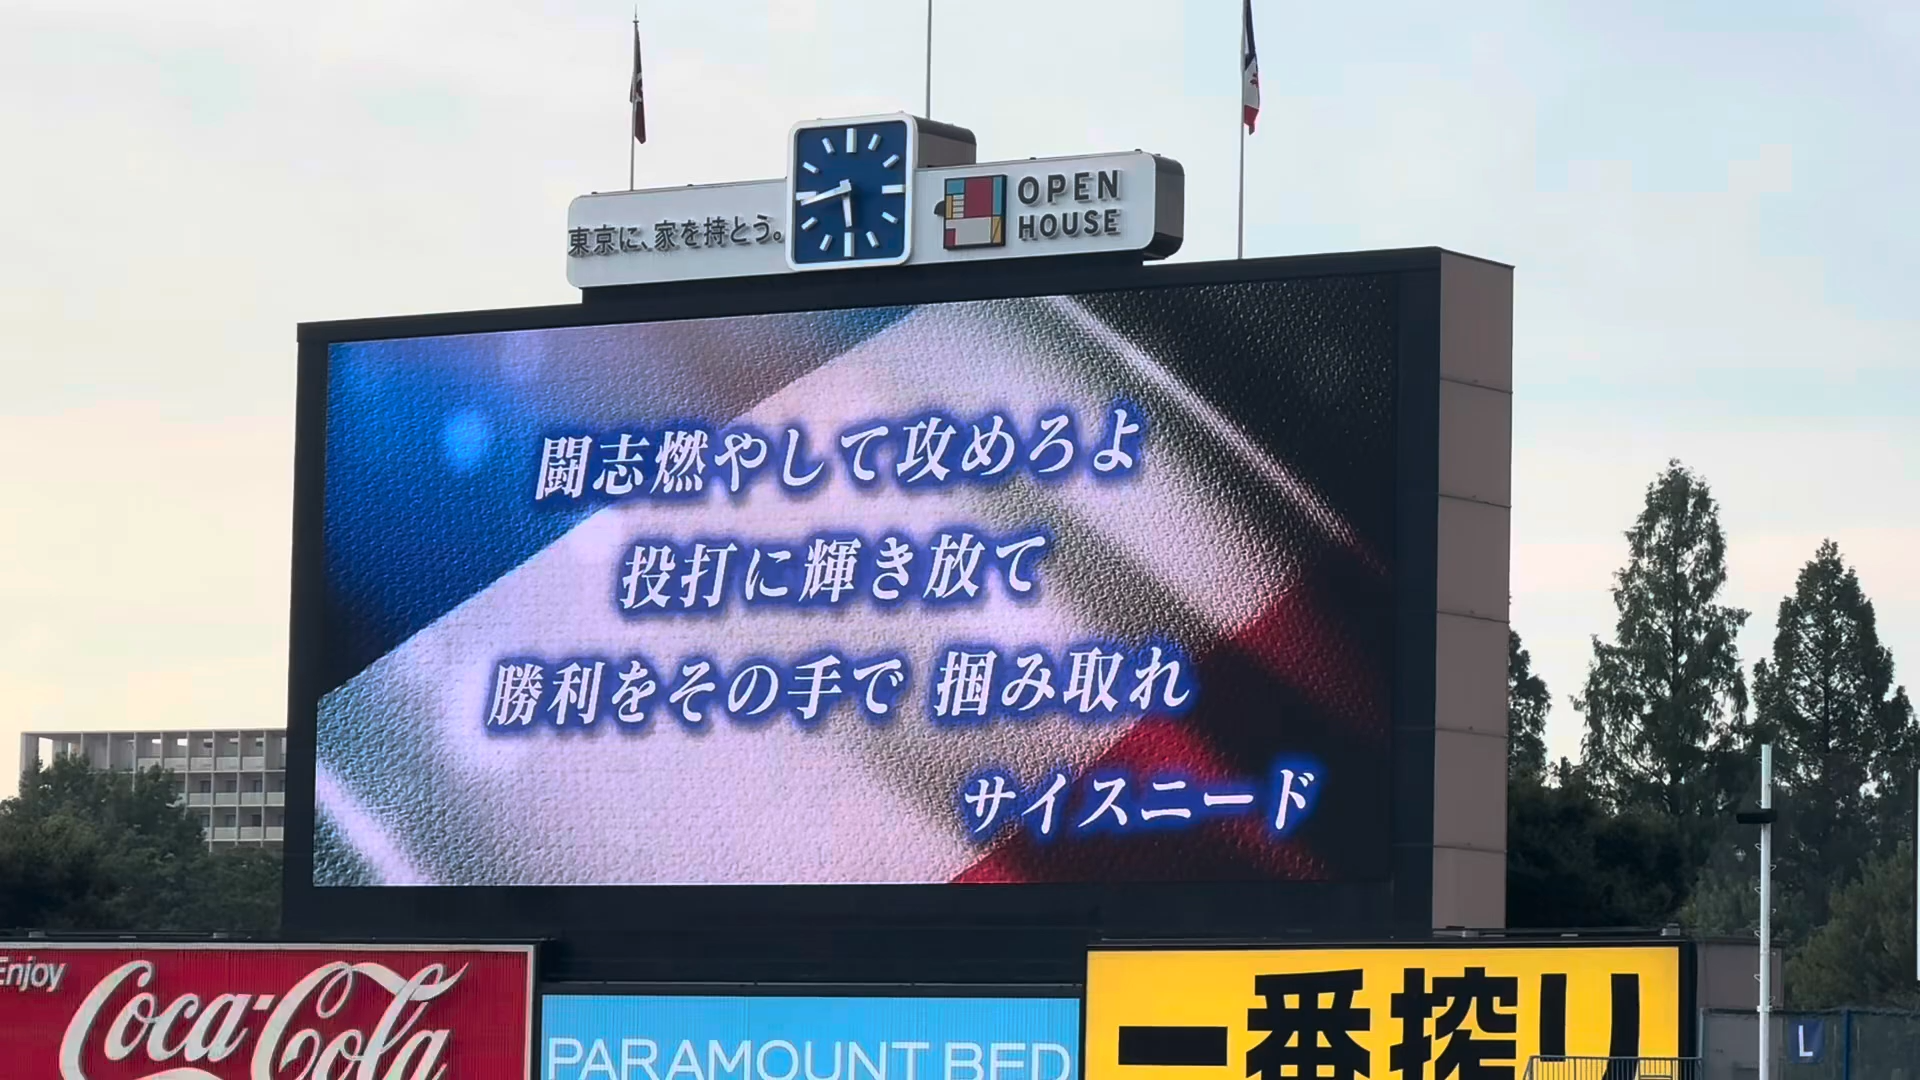 東京に、家を持とう。
OPEN
HOUSE
闘志燃やして攻めろよ
投打に輝き放て
勝利をその手で 掴み取れ
サイスニード
Enjoy
Coca-Cola
PARAMOUNT BED
一番搾り
L